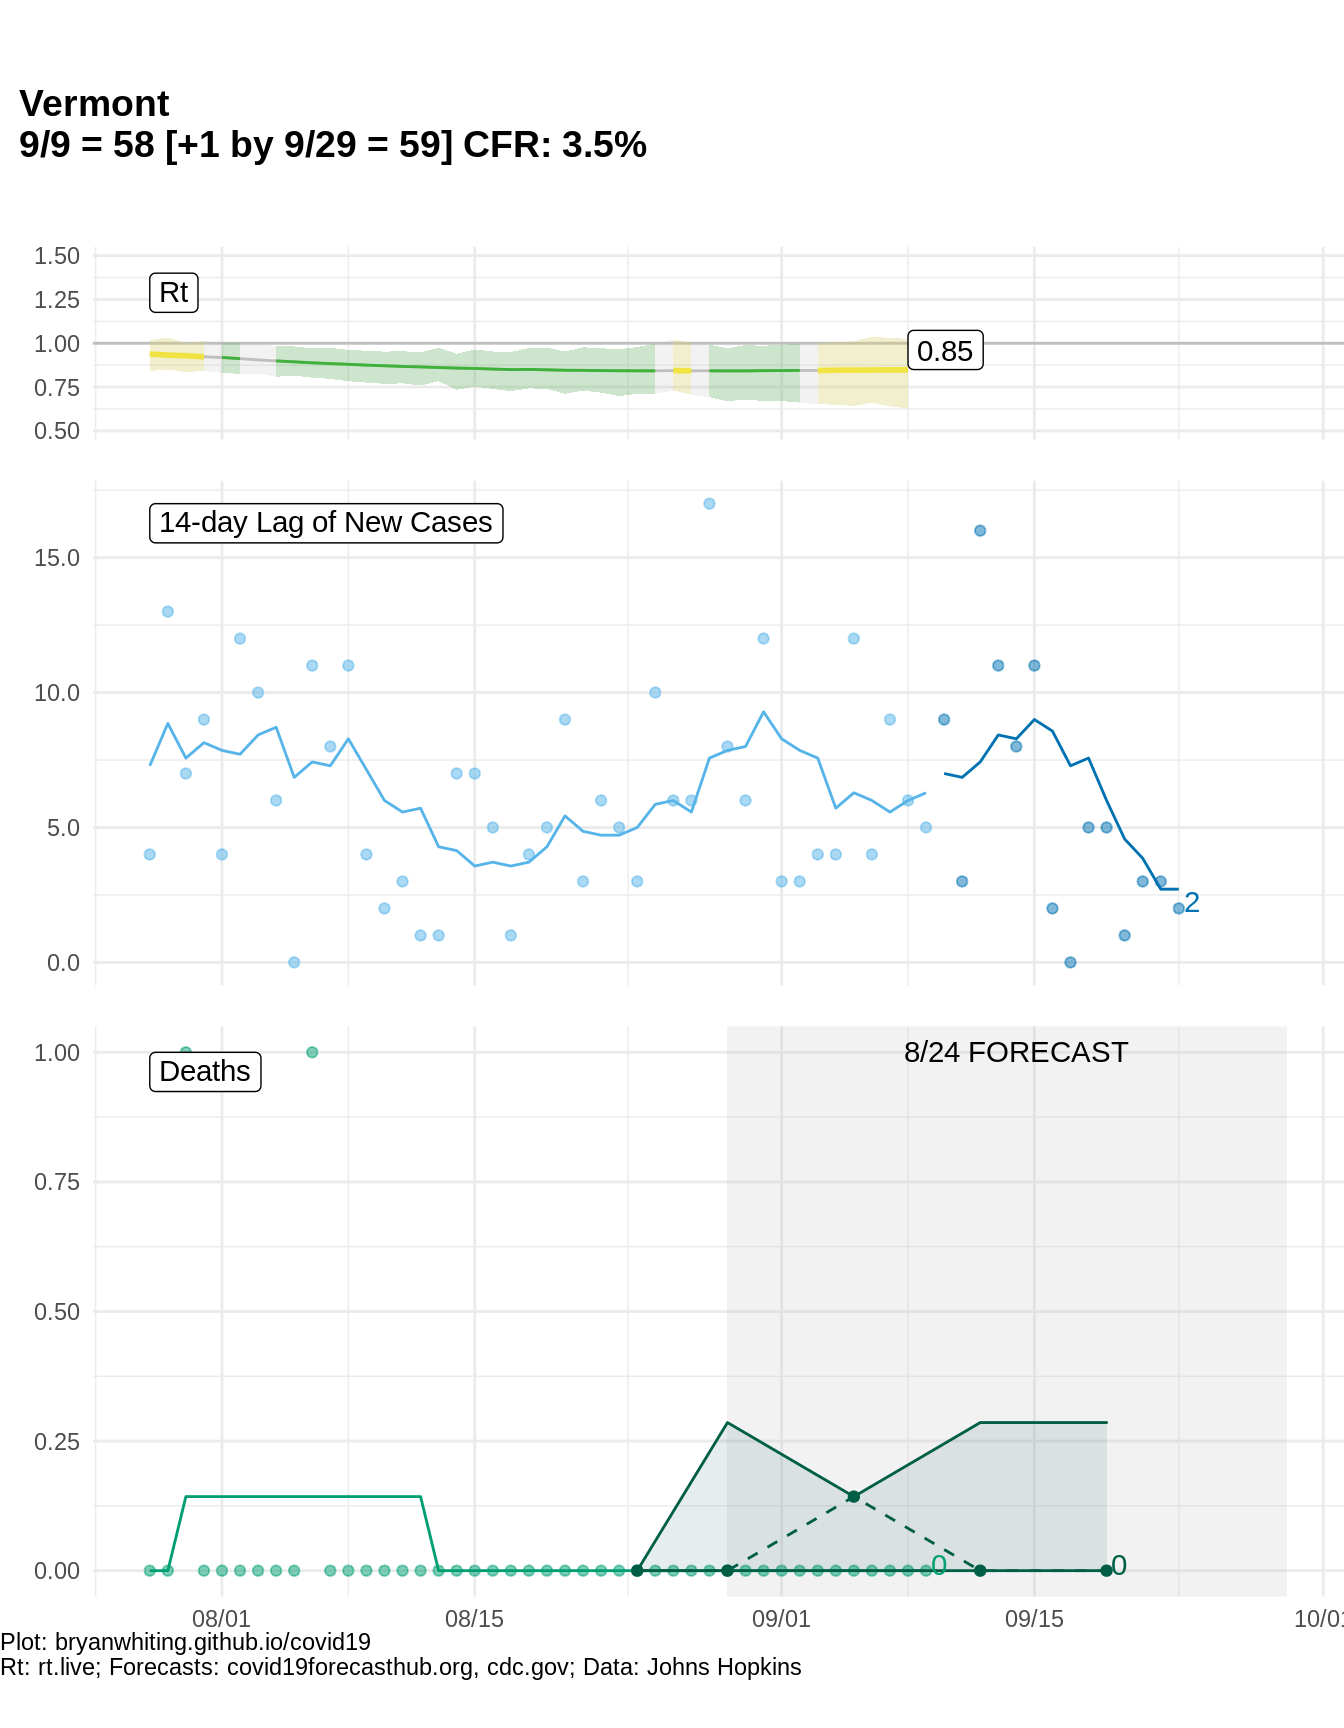 Vermont
9/9 = 58 [+1 by 9/29 = 59] CFR: 3.5%
1.50
1.25
1.00
0.75
0.50
Rt
0.85
14-day Lag of New Cases
15.0
10.0
5.0
0.0
2
1.00
0.75
0.50
0.25
0.00
Deaths
8/24 FORECAST
0
0
08/01
08/15
09/01
09/15
10/01
Plot: bryanwhiting.github.io/covid19
Rt: rt.live; Forecasts: covid19forecasthub.org, cdc.gov; Data: Johns Hopkins